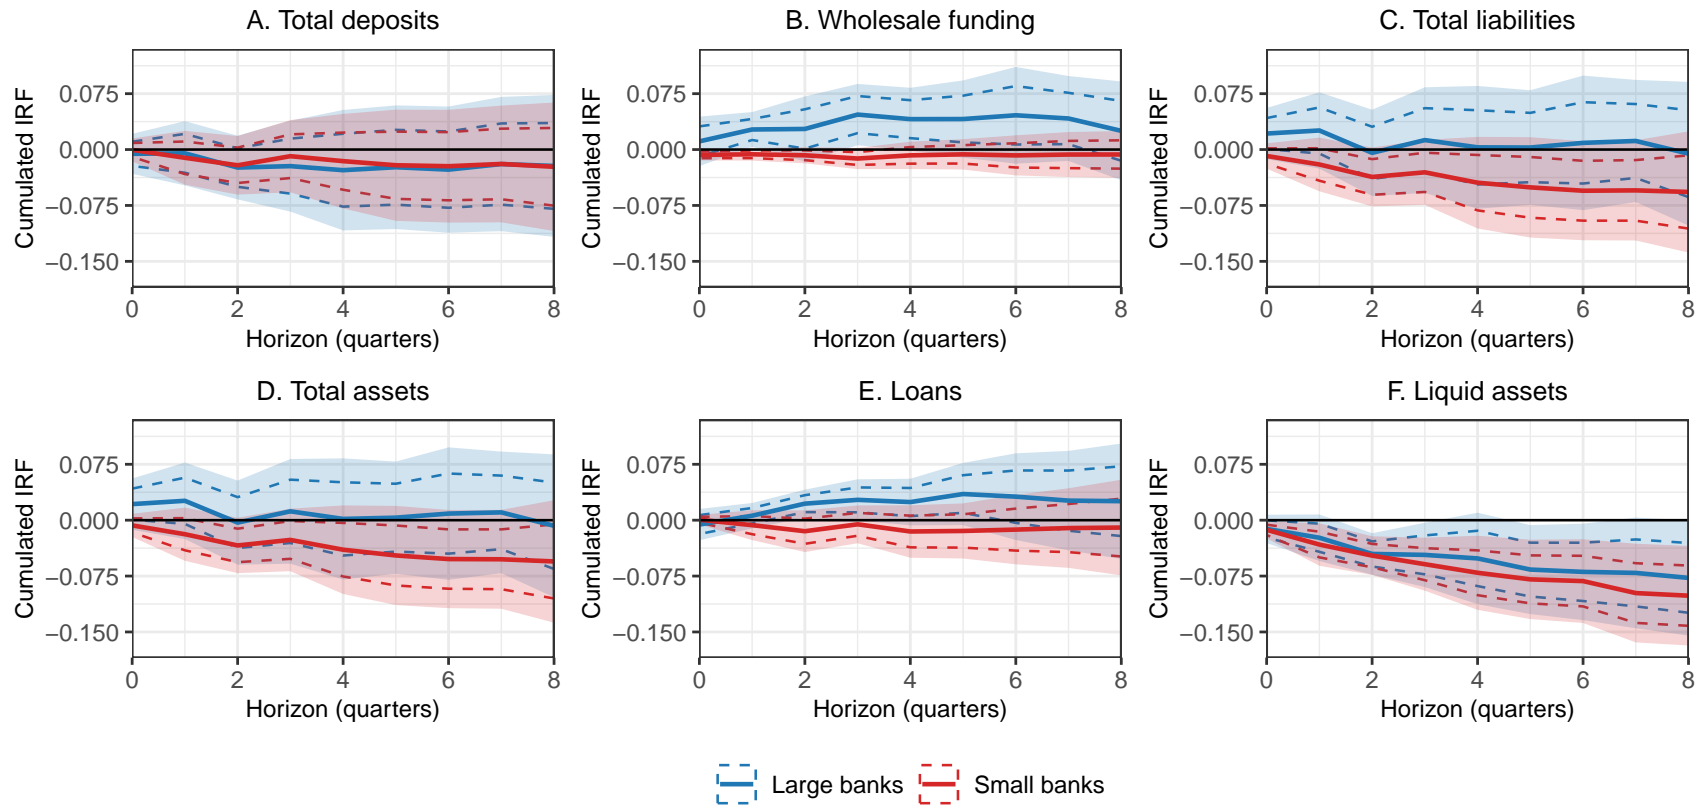 A. Total deposits
Cumulated IRF
0.075
0.000
−0.075
−0.150
0 2 4 6 8
Horizon (quarters)
B. Wholesale funding
Cumulated IRF
0.075
0.000
−0.075
−0.150
0 2 4 6 8
Horizon (quarters)
C. Total liabilities
Cumulated IRF
0.075
0.000
−0.075
−0.150
0 2 4 6 8
Horizon (quarters)
D. Total assets
Cumulated IRF
0.075
0.000
−0.075
−0.150
0 2 4 6 8
Horizon (quarters)
E. Loans
Cumulated IRF
0.075
0.000
−0.075
−0.150
0 2 4 6 8
Horizon (quarters)
F. Liquid assets
Cumulated IRF
0.075
0.000
−0.075
−0.150
0 2 4 6 8
Horizon (quarters)
Large banks Small banks